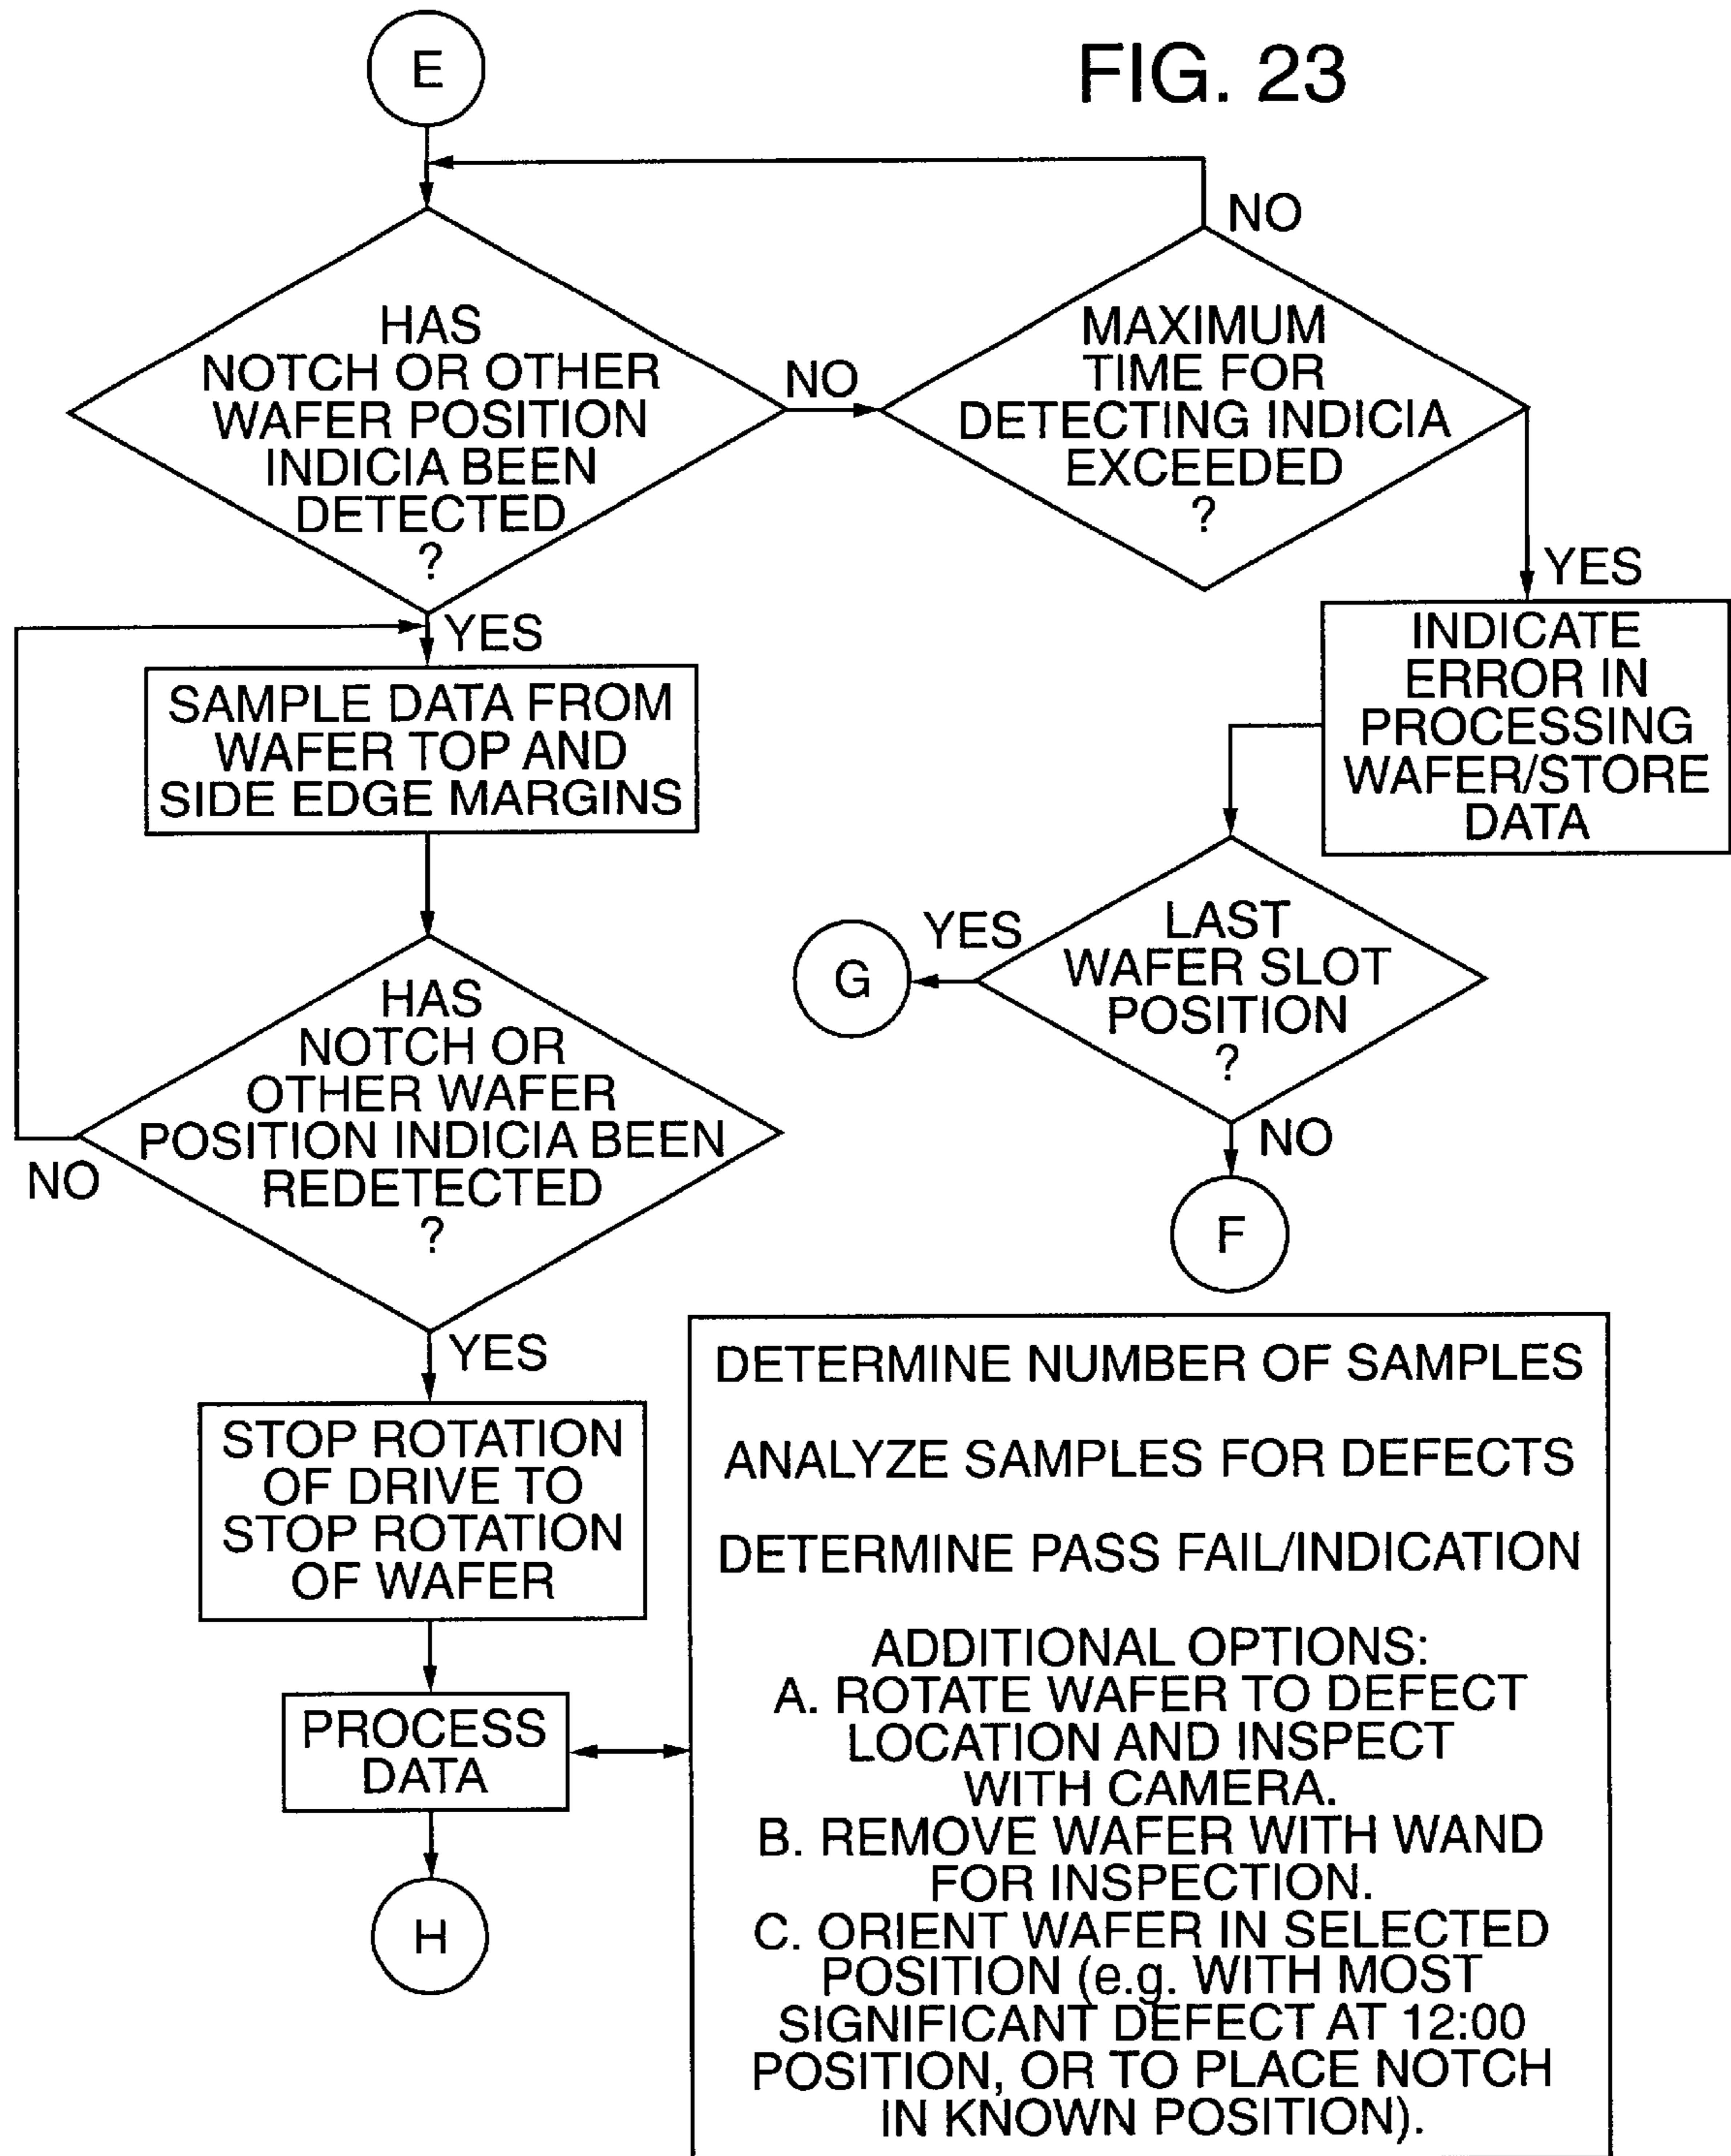 FIG. 23
E
HAS
NOTCH OR OTHER
WAFER POSITION
INDICIA BEEN
DETECTED
?
NO
MAXIMUM
TIME FOR
DETECTING INDICIA
EXCEEDED
?
NO
YES
INDICATE
ERROR IN
PROCESSING
WAFER/STORE
DATA
YES
SAMPLE DATA FROM
WAFER TOP AND
SIDE EDGE MARGINS
LAST
WAFER SLOT
POSITION
?
YES
G
NO
F
HAS
NOTCH OR
OTHER WAFER
POSITION INDICIA BEEN
REDETECTED
?
NO
YES
STOP ROTATION
OF DRIVE TO
STOP ROTATION
OF WAFER
PROCESS
DATA
H
DETERMINE NUMBER OF SAMPLES
ANALYZE SAMPLES FOR DEFECTS
DETERMINE PASS FAIL/INDICATION
ADDITIONAL OPTIONS:
A. ROTATE WAFER TO DEFECT
LOCATION AND INSPECT
WITH CAMERA.
B. REMOVE WAFER WITH WAND
FOR INSPECTION.
C. ORIENT WAFER IN SELECTED
POSITION (e.g. WITH MOST
SIGNIFICANT DEFECT AT 12:00
POSITION, OR TO PLACE NOTCH
IN KNOWN POSITION).